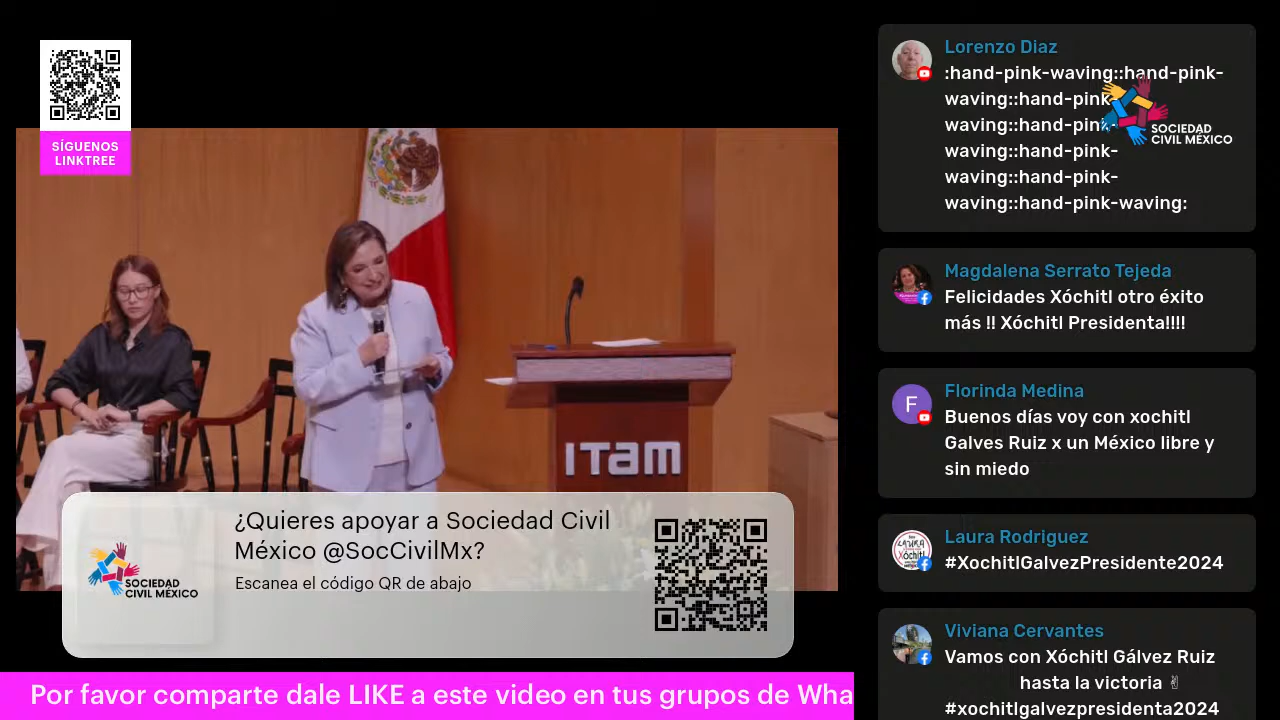 SÍGUENOS
LINKTREE
ITAM
¿Quieres apoyar a Sociedad Civil
México @SocCivilMx?
Escanea el código QR de abajo
SOCIEDAD
CIVIL MÉXICO
Por favor comparte dale LIKE a este video en tus grupos de Wha
Lorenzo Diaz
:hand-pink-waving::hand-pink-
waving::hand-pink-
waving::hand-pink-
waving::hand-pink-
waving::hand-pink-
waving::hand-pink-waving:
SOCIEDAD
CIVIL MÉXICO
Magdalena Serrato Tejeda
Felicidades Xóchitl otro éxito
más !! Xóchitl Presidenta!!!!
F
Florinda Medina
Buenos días voy con xochitl
Galves Ruiz x un México libre y
sin miedo
Laura Rodriguez
#XochitlGalvezPresidente2024
Viviana Cervantes
Vamos con Xóchitl Gálvez Ruiz
hasta la victoria ✌
#xochitlgalvezpresidenta2024